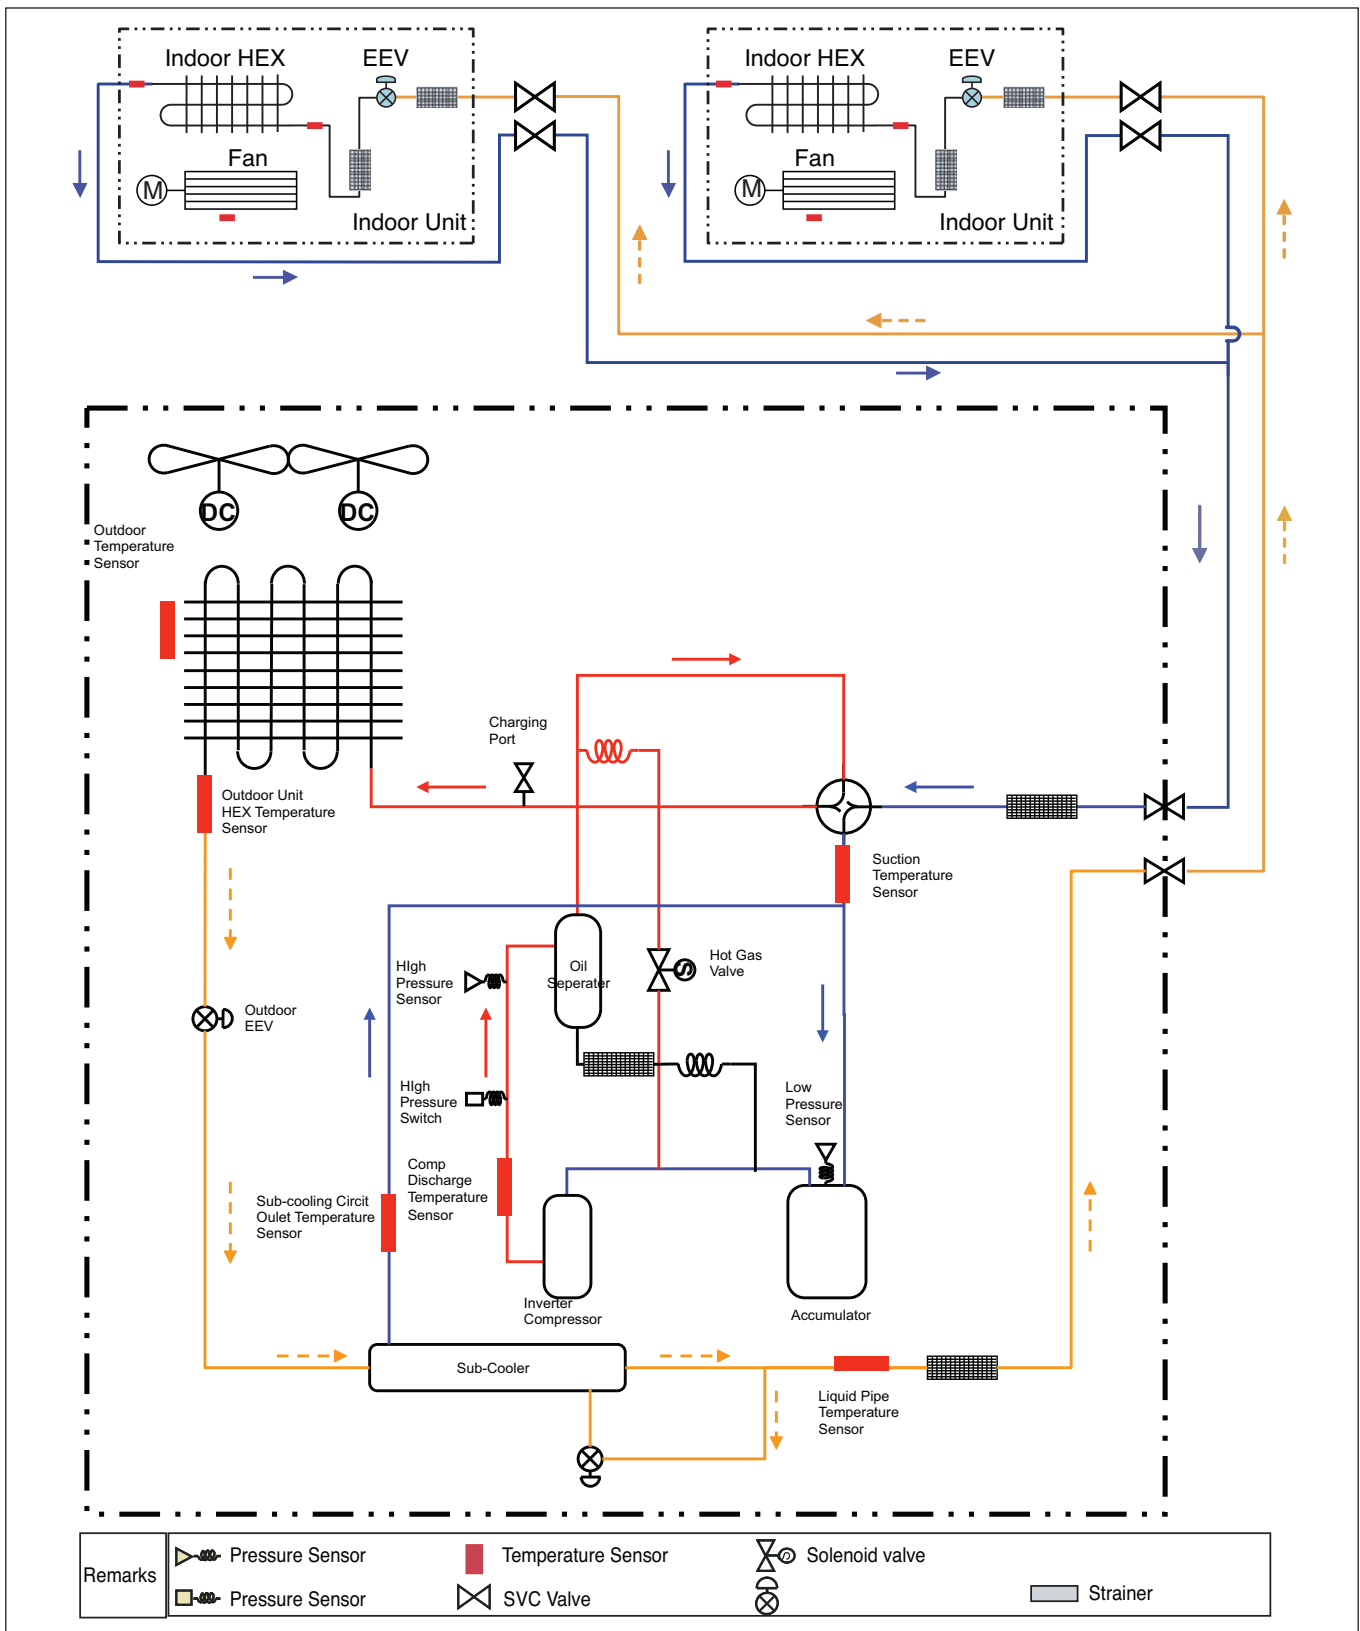 Indoor HEX
EEV
Fan
M
Indoor Unit
Indoor HEX
EEV
Fan
M
Indoor Unit
DC
DC
Outdoor
Temperature
Sensor
Charging
Port
Outdoor Unit
HEX Temperature
Sensor
Suction
Temperature
Sensor
HIgh
Pressure
Sensor
Oil
Seperater
Hot Gas
Valve
S
Outdoor
EEV
HIgh
Pressure
Switch
Low
Pressure
Sensor
Comp
Discharge
Temperature
Sensor
Sub-cooling Circit
Oulet Temperature
Sensor
Inverter
Compressor
Accumulator
Sub-Cooler
Liquid Pipe
Temperature
Sensor
Remarks
Pressure Sensor
Temperature Sensor
Solenoid valve
Pressure Sensor
SVC Valve
Strainer